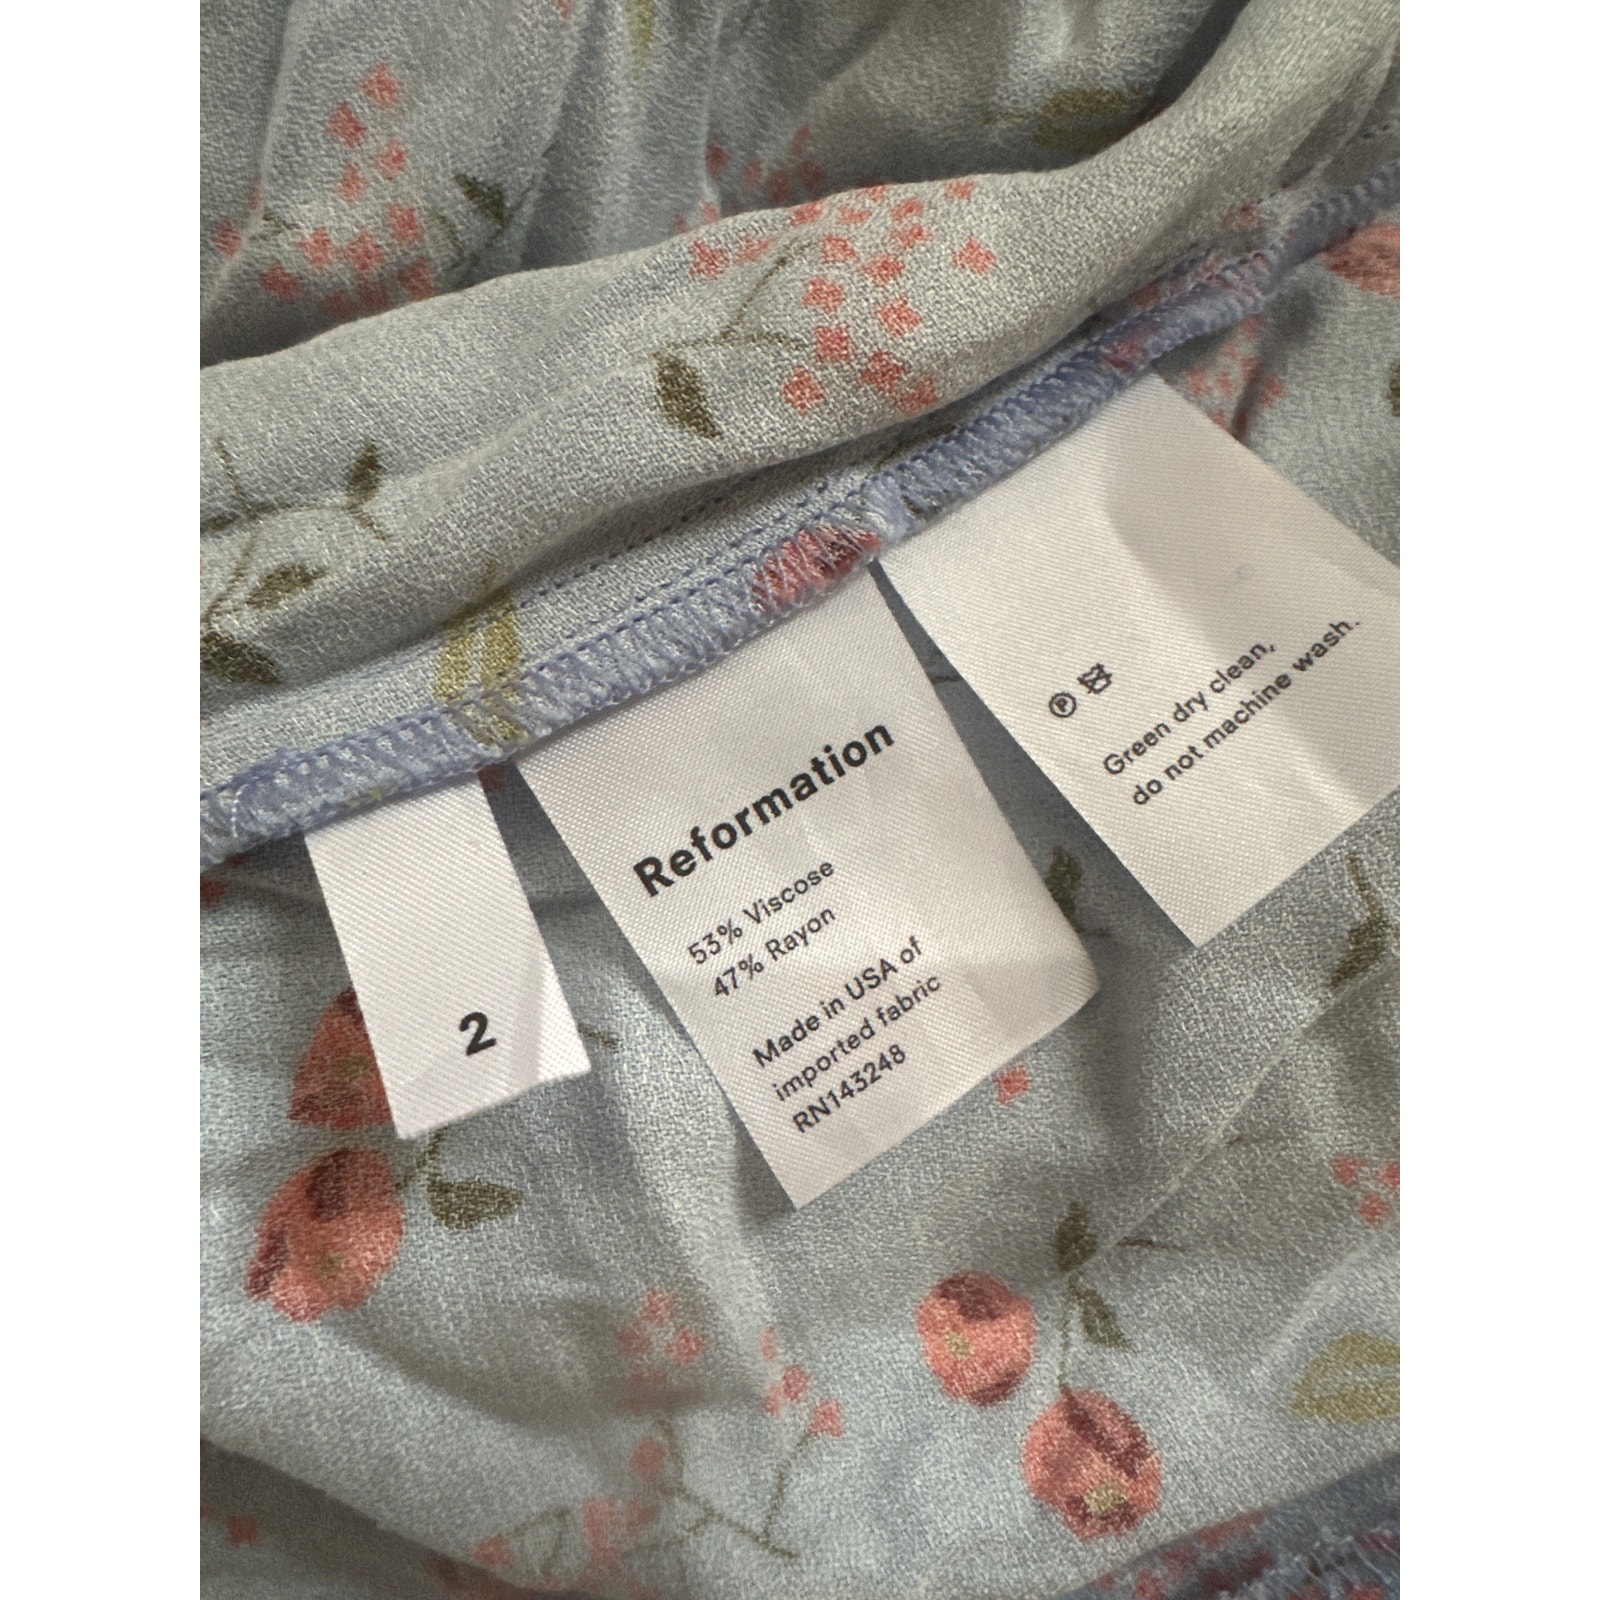 2
Reformation
53% Viscose
47% Rayon
Made in USA of
imported fabric
RN143248
P
Green dry clean,
do not machine wash.